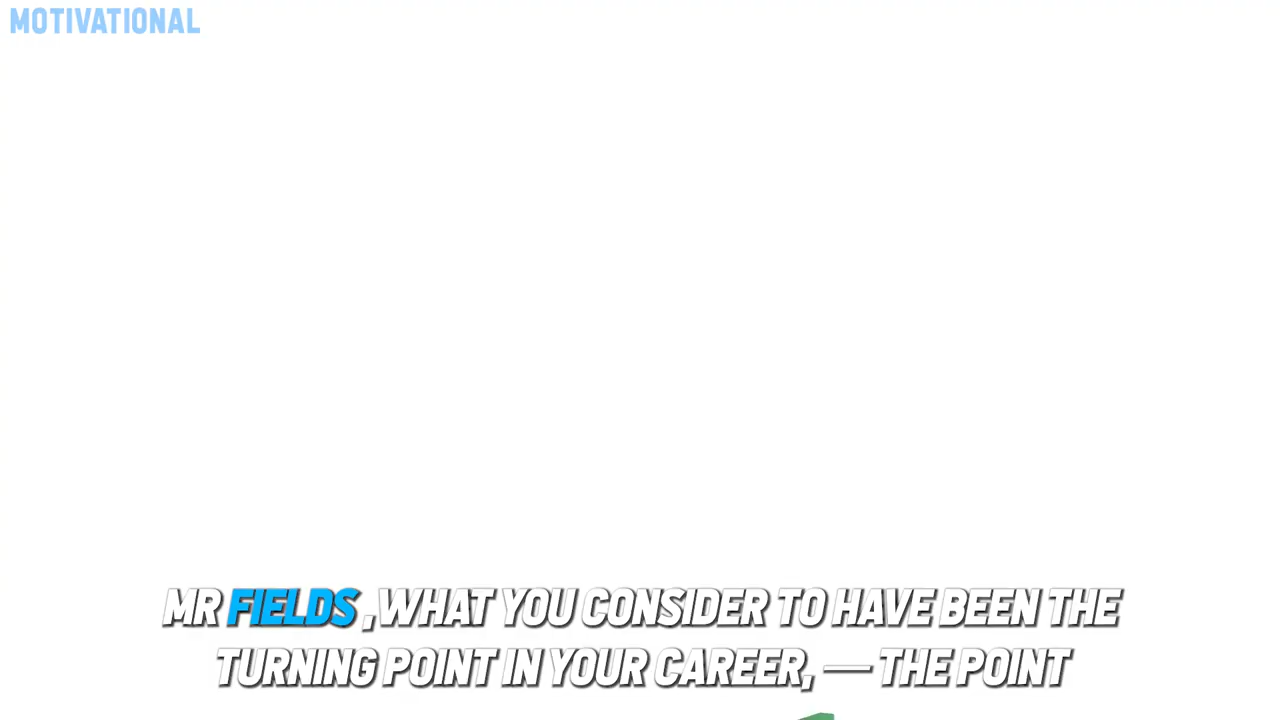 MOTIVATIONAL
MR FIELDS ,WHAT YOU CONSIDER TO HAVE BEEN THE
TURNING POINT IN YOUR CAREER, — THE POINT